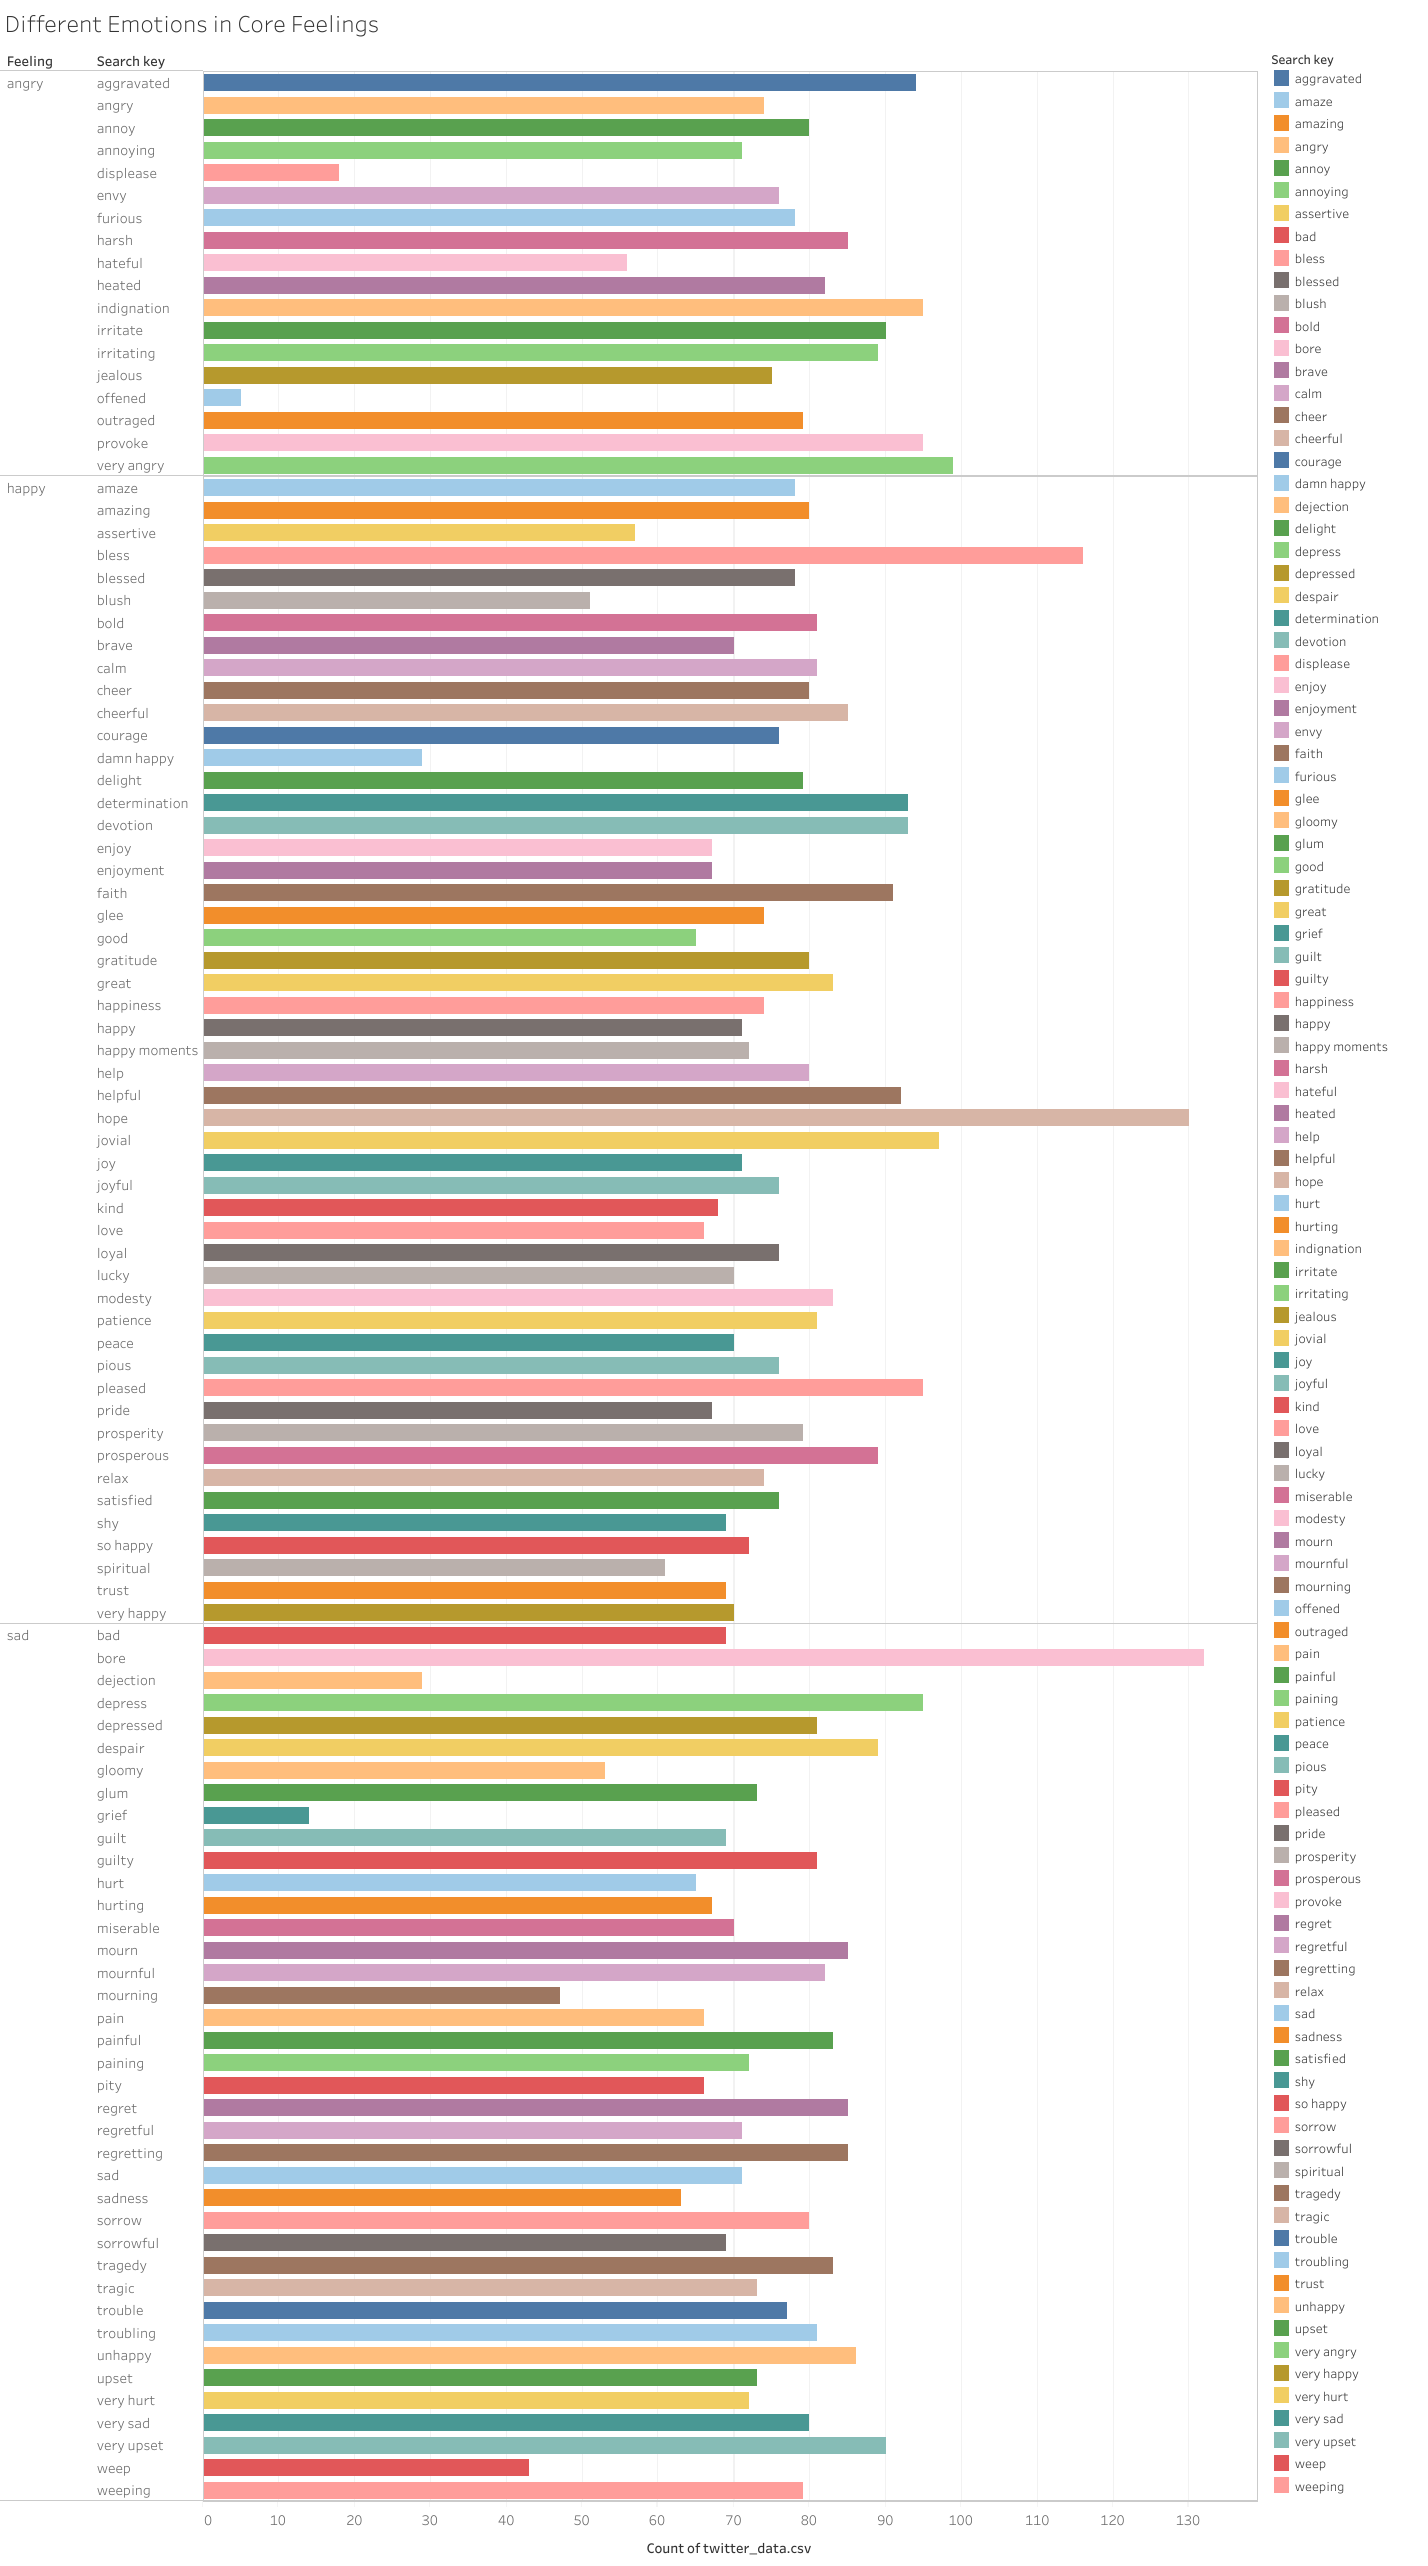 Different Emotions in Core Feelings
Feeling Search key
angry aggravated
angry
annoy
annoying
displease
envy
furious
harsh
hateful
heated
indignation
irritate
irritating
jealous
offened
outraged
provoke
very angry
happy amaze
amazing
assertive
bless
blessed
blush
bold
brave
calm
cheer
cheerful
courage
damn happy
delight
determination
devotion
enjoy
enjoyment
faith
glee
good
gratitude
great
happiness
happy
happy moments
help
helpful
hope
jovial
joy
joyful
kind
love
loyal
lucky
modesty
patience
peace
pious
pleased
pride
prosperity
prosperous
relax
satisfied
shy
so happy
spiritual
trust
very happy
sad bad
bore
dejection
depress
depressed
despair
gloomy
glum
grief
guilt
guilty
hurt
hurting
miserable
mourn
mournful
mourning
pain
painful
paining
pity
regret
regretful
regretting
sad
sadness
sorrow
sorrowful
tragedy
tragic
trouble
troubling
unhappy
upset
very hurt
very sad
very upset
weep
weeping
0 10 20 30 40 50 60 70 80 90 100 110 120 130
Count of twitter_data.csv
Search key
aggravated
amaze
amazing
angry
annoy
annoying
assertive
bad
bless
blessed
blush
bold
bore
brave
calm
cheer
cheerful
courage
damn happy
dejection
delight
depress
depressed
despair
determination
devotion
displease
enjoy
enjoyment
envy
faith
furious
glee
gloomy
glum
good
gratitude
great
grief
guilt
guilty
happiness
happy
happy moments
harsh
hateful
heated
help
helpful
hope
hurt
hurting
indignation
irritate
irritating
jealous
jovial
joy
joyful
kind
love
loyal
lucky
miserable
modesty
mourn
mournful
mourning
offened
outraged
pain
painful
paining
patience
peace
pious
pity
pleased
pride
prosperity
prosperous
provoke
regret
regretful
regretting
relax
sad
sadness
satisfied
shy
so happy
sorrow
sorrowful
spiritual
tragedy
tragic
trouble
troubling
trust
unhappy
upset
very angry
very happy
very hurt
very sad
very upset
weep
weeping